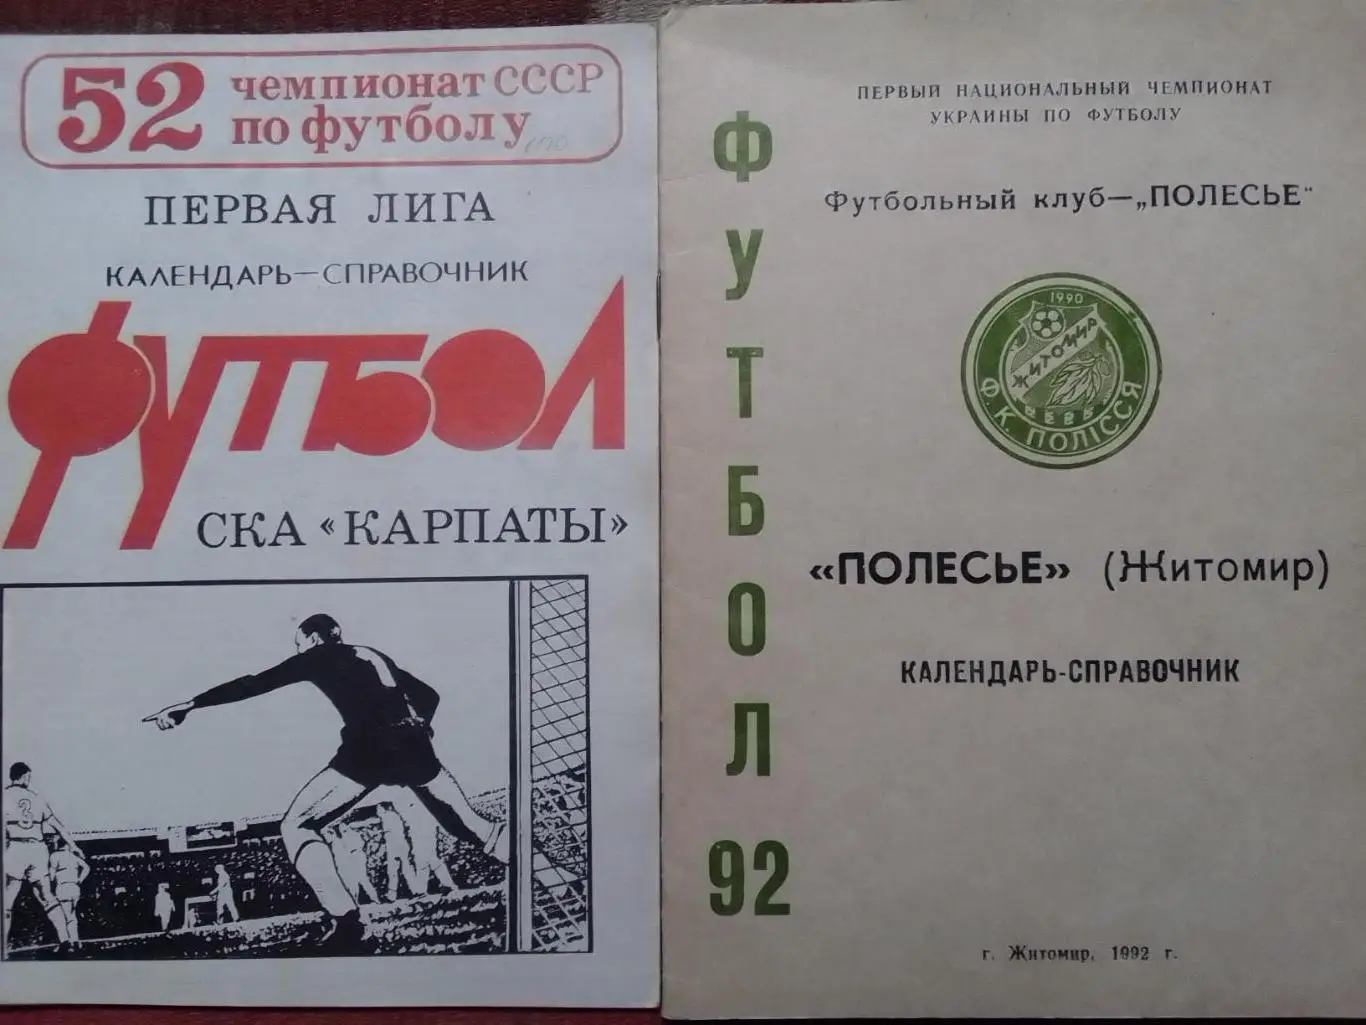 52 чемпионат СССР
по футболу
ПЕРВАЯ ЛИГА
КАЛЕНДАРЬ—СПРАВОЧНИК
ФУТБОЛ
СКА «КАРПАТЫ»
1
3
ПЕРВЫЙ НАЦИОНАЛЬНЫЙ ЧЕМПИОНАТ
УКРАИНЫ ПО ФУТБОЛУ
Футбольный клуб—„ПОЛЕСЬЕ"
1990
ЖИТОМИР
Ф.К. ПОЛІССЯ
«ПОЛЕСЬЕ» (Житомир)
КАЛЕНДАРЬ-СПРАВОЧНИК
ФУТБОЛ
92
г. Житомир, 1992 г.